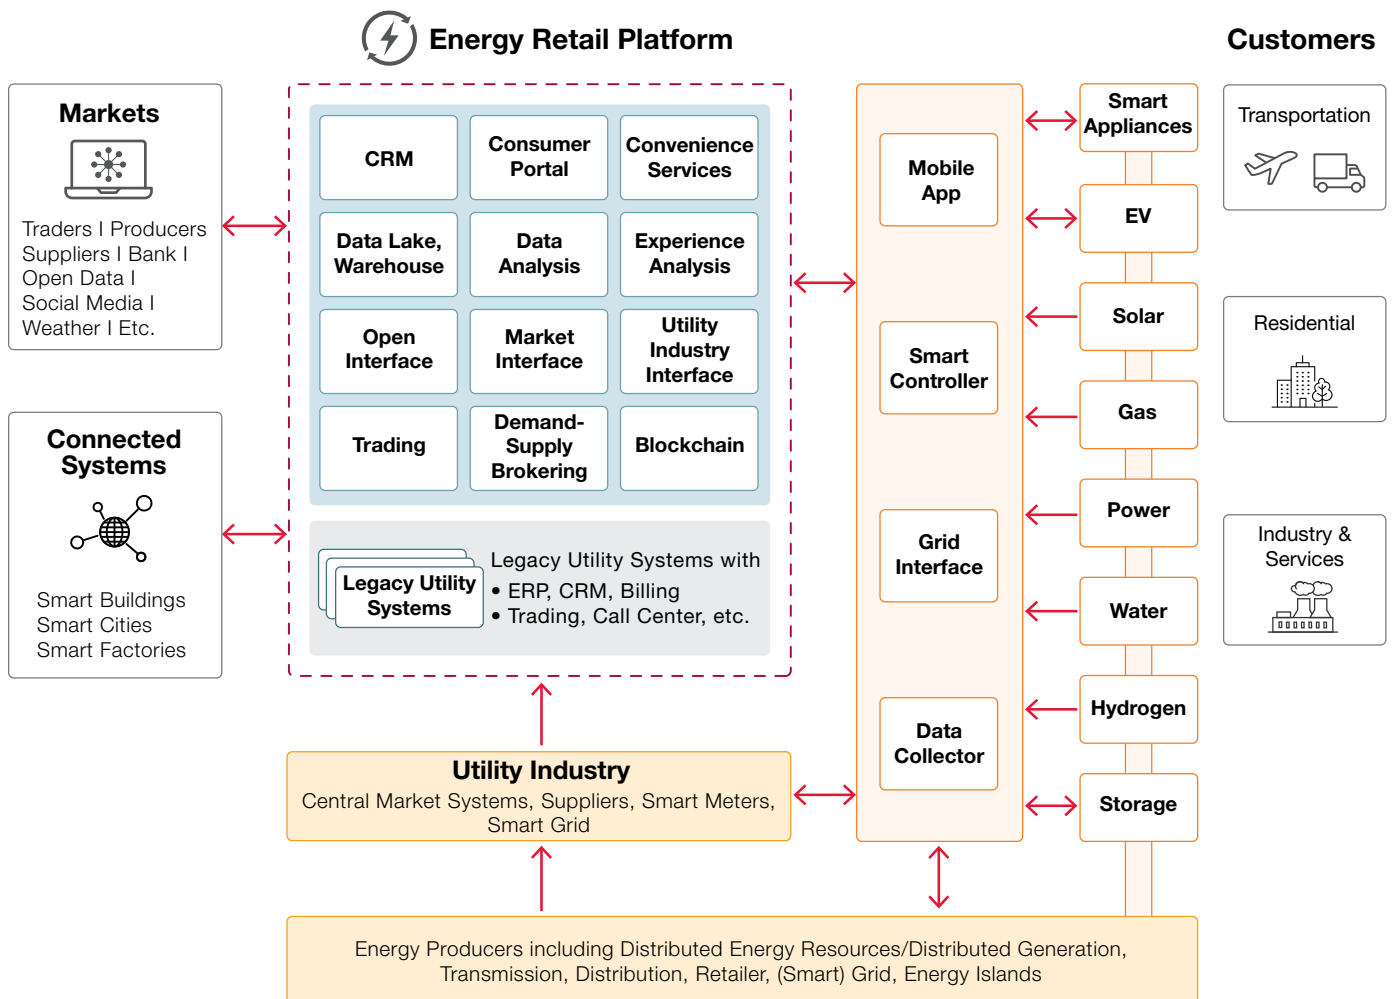 Energy Retail Platform
Customers
Markets
Traders I Producers
Suppliers I Bank I
Open Data I
Social Media I
Weather I Etc.
Connected
Systems
Smart Buildings
Smart Cities
Smart Factories
CRM
Consumer
Portal
Convenience
Services
Data Lake,
Warehouse
Data
Analysis
Experience
Analysis
Open
Interface
Market
Interface
Utility
Industry
Interface
Trading
Demand-
Supply
Brokering
Blockchain
Legacy Utility
Systems
Legacy Utility Systems with
• ERP, CRM, Billing
• Trading, Call Center, etc.
Utility Industry
Central Market Systems, Suppliers, Smart Meters,
Smart Grid
Mobile
App
Smart
Controller
Grid
Interface
Data
Collector
Smart
Appliances
EV
Solar
Gas
Power
Water
Hydrogen
Storage
Transportation
Residential
Industry &
Services
Energy Producers including Distributed Energy Resources/Distributed Generation,
Transmission, Distribution, Retailer, (Smart) Grid, Energy Islands